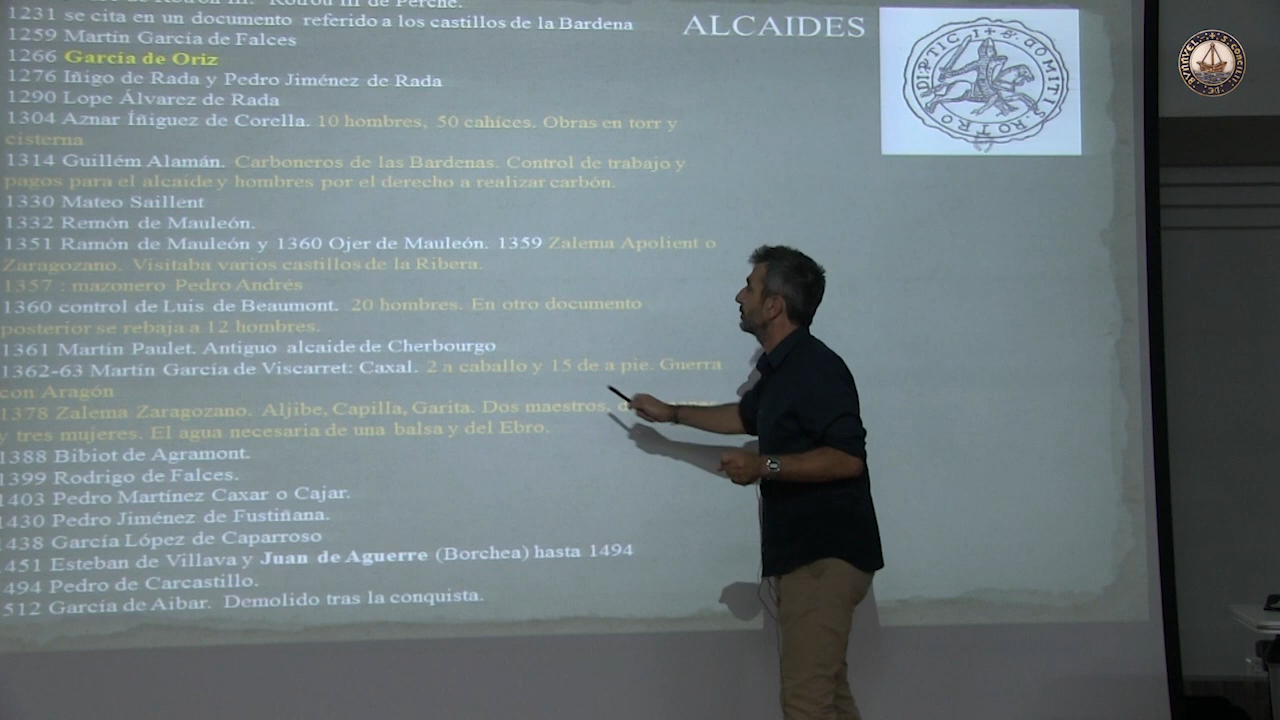 Rotrou III de Perche.
1231 se cita en un documento referido a los castillos de la Bardena
1259 Martín García de Falces
1266 García de Oriz
1276 Iñigo de Rada y Pedro Jiménez de Rada
1290 Lope Álvarez de Rada
1304 Aznar Íñiguez de Corella. 10 hombres, 50 cahíces. Obras en torr y
cisterna
1314 Guillém Alamán. Carboneros de las Bardenas. Control de trabajo y
pagos para el alcaide y hombres por el derecho a realizar carbón.
1330 Mateo Saillent
1332 Remón de Mauleón.
1351 Ramón de Mauleón y 1360 Ojer de Mauleón. 1359 Zalema Apolient o
Zaragozano. Visitaba varios castillos de la Ribera.
1357 : mazonero Pedro Andrés
1360 control de Luis de Beaumont. 20 hombres. En otro documento
posterior se rebaja a 12 hombres.
1361 Martín Paulet. Antiguo alcaide de Cherbourgo
1362-63 Martín García de Viscarret: Caxal. 2 a caballo y 15 de a pie. Guerra
con Aragón
1378 Zalema Zaragozano. Aljibe, Capilla, Garita. Dos maestros,
y tres mujeres. El agua necesaria de una balsa y del Ebro.
1388 Bibiot de Agramont.
1399 Rodrigo de Falces.
1403 Pedro Martínez Caxar o Cajar.
1430 Pedro Jiménez de Fustiñana.
1438 García López de Caparroso
451 Esteban de Villava y Juan de Aguerre (Borchea) hasta 1494
494 Pedro de Carcastillo.
512 García de Aibar. Demolido tras la conquista.
ALCAIDES